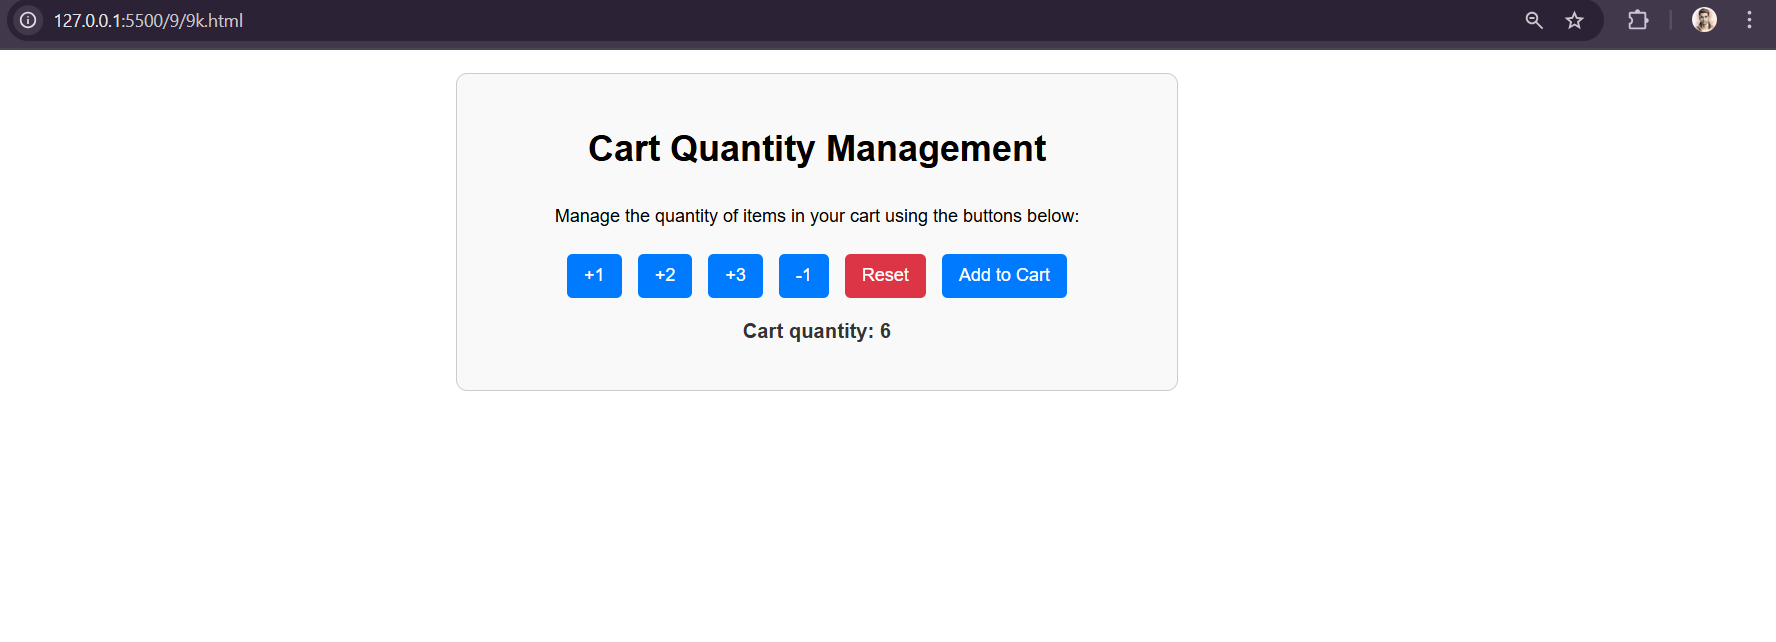 127.0.0.1:5500/9/9k.html
Cart Quantity Management
Manage the quantity of items in your cart using the buttons below:
+1 +2 +3 -1 Reset Add to Cart
Cart quantity: 6